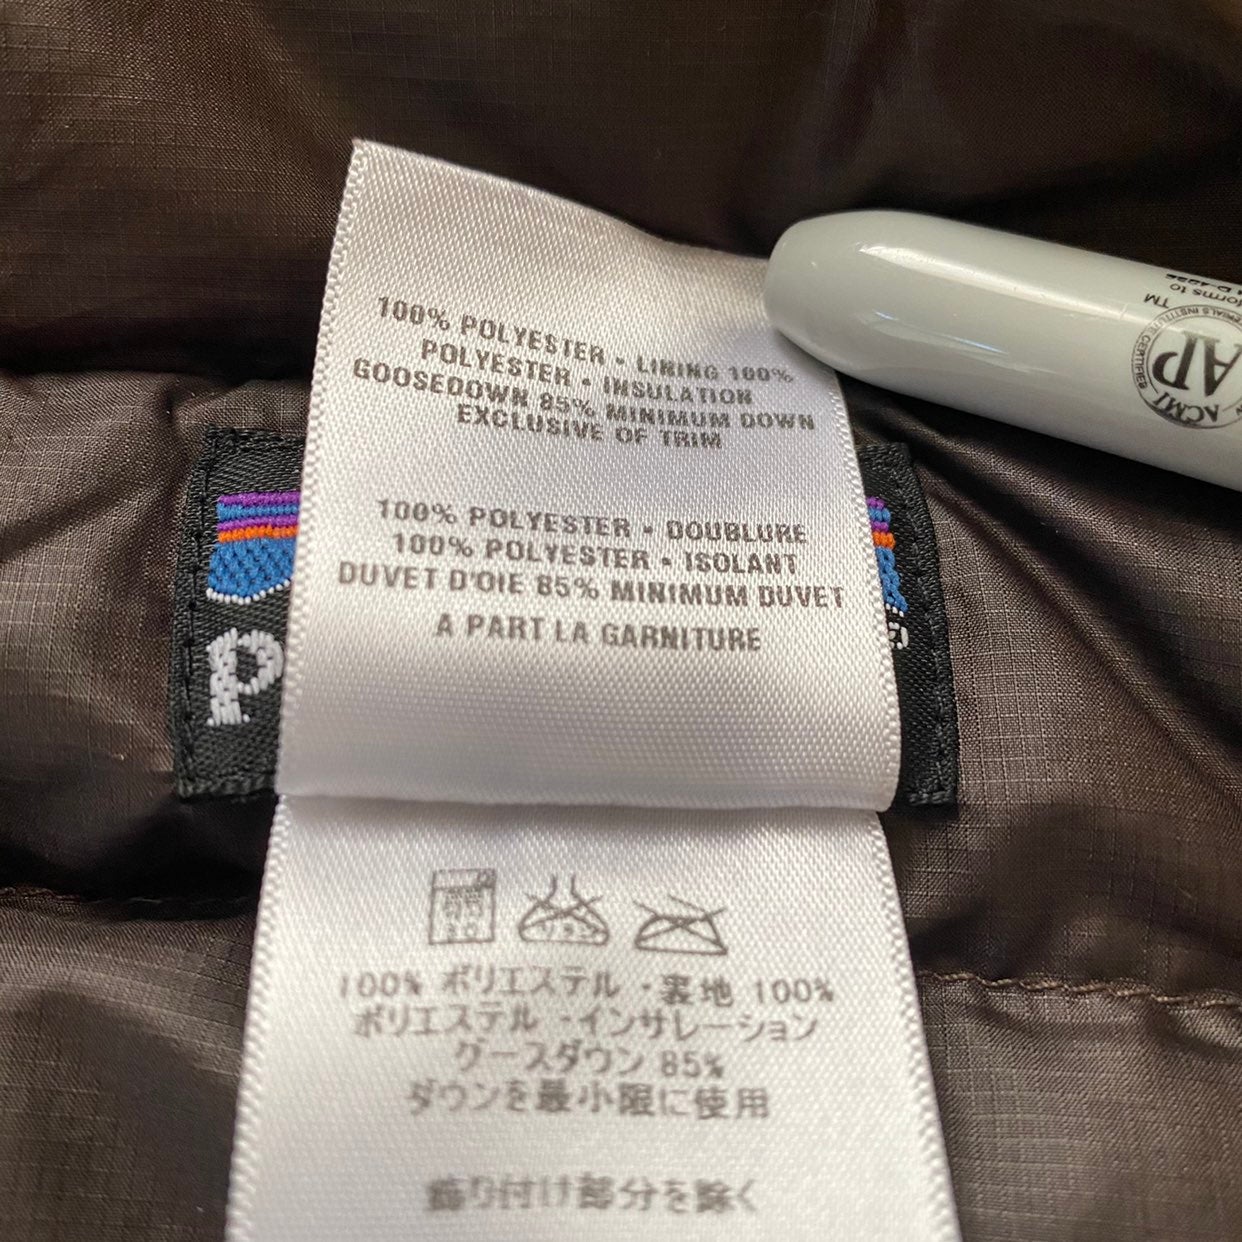 100% POLYESTER • LINING 100%
POLYESTER • INSULATION
GOOSEDOWN 85% MINIMUM DOWN
EXCLUSIVE OF TRIM
100% POLYESTER • DOUBLURE
100% POLYESTER • ISOLANT
DUVET D'OIE 85% MINIMUM DUVET
A PART LA GARNITURE
p
®
100% ポリエステル・裏地 100%
ポリエステル・インサレーション
グースダウン 85%
ダウンを最小限に使用
飾り付け部分を除く
TM
forms to
D-4236
AP
ACMI
CERTIFIED